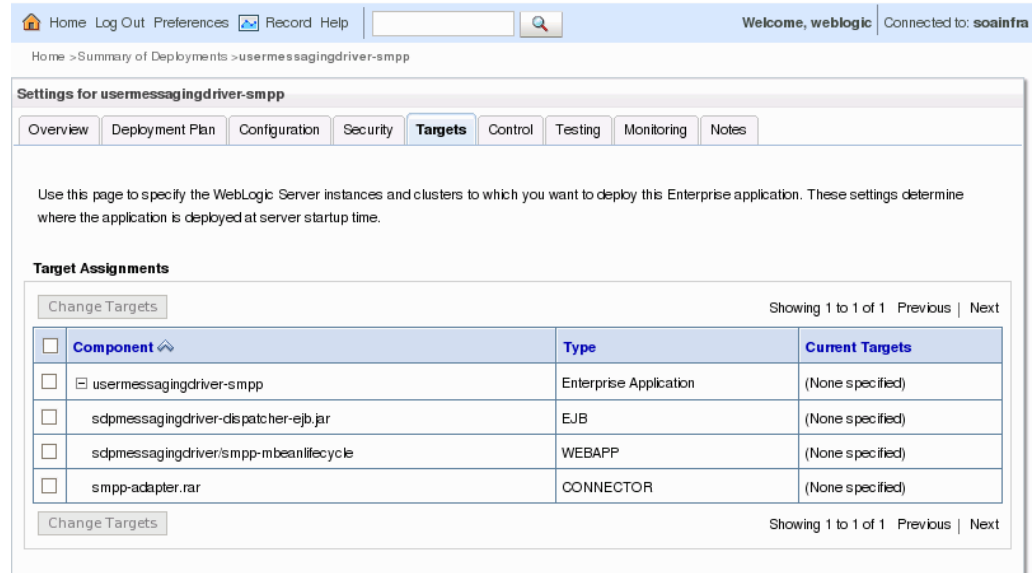 Home Log Out Preferences Record Help Welcome, weblogic Connected to: soainfra
Home >Summary of Deployments >usermessagingdriver-smpp
Settings for usermessagingdriver-smpp
Overview Deployment Plan Configuration Security Targets Control Testing Monitoring Notes
Use this page to specify the WebLogic Server instances and clusters to which you want to deploy this Enterprise application. These settings determine
where the application is deployed at server startup time.
Target Assignments
Change Targets Showing 1 to 1 of 1 Previous | Next
Component Type Current Targets
usermessagingdriver-smpp Enterprise Application (None specified)
sdpmessagingdriver-dispatcher-ejb.jar EJB (None specified)
sdpmessagingdriver/smpp-mbeanlifecycle WEBAPP (None specified)
smpp-adapter.rar CONNECTOR (None specified)
Change Targets Showing 1 to 1 of 1 Previous | Next